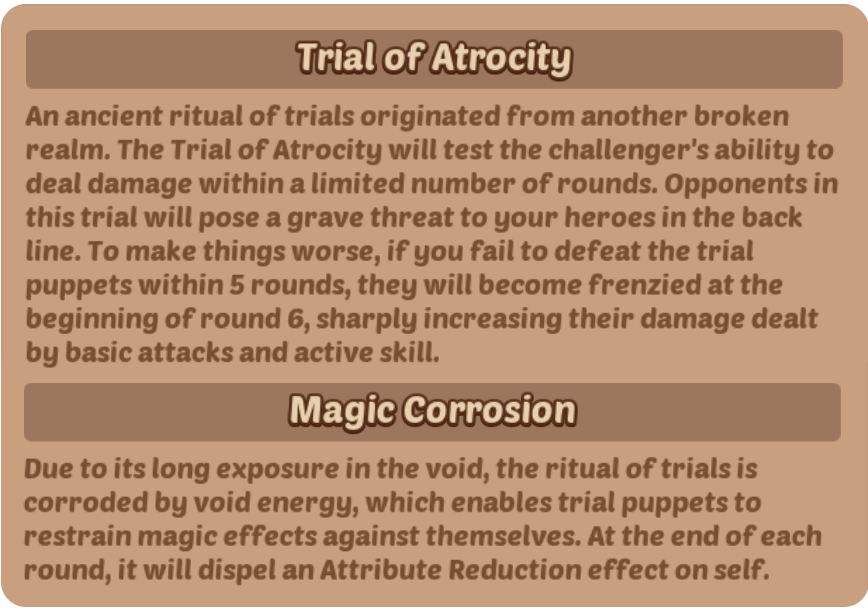 Trial of Atrocity
An ancient ritual of trials originated from another broken
realm. The Trial of Atrocity will test the challenger's ability to
deal damage within a limited number of rounds. Opponents in
this trial will pose a grave threat to your heroes in the back
line. To make things worse, if you fail to defeat the trial
puppets within 5 rounds, they will become frenzied at the
beginning of round 6, sharply increasing their damage dealt
by basic attacks and active skill.
Magic Corrosion
Due to its long exposure in the void, the ritual of trials is
corroded by void energy, which enables trial puppets to
restrain magic effects against themselves. At the end of each
round, it will dispel an Attribute Reduction effect on self.